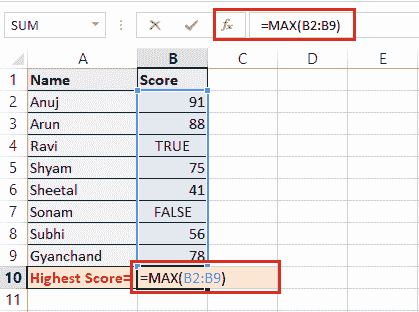 SUM fx =MAX(B2:B9)
A B C D E
1 Name Score
2 Anuj 91
3 Arun 88
4 Ravi TRUE
5 Shyam 75
6 Sheetal 41
7 Sonam FALSE
8 Subhi 56
9 Gyanchand 78
10 Highest Score= =MAX(B2:B9)
11